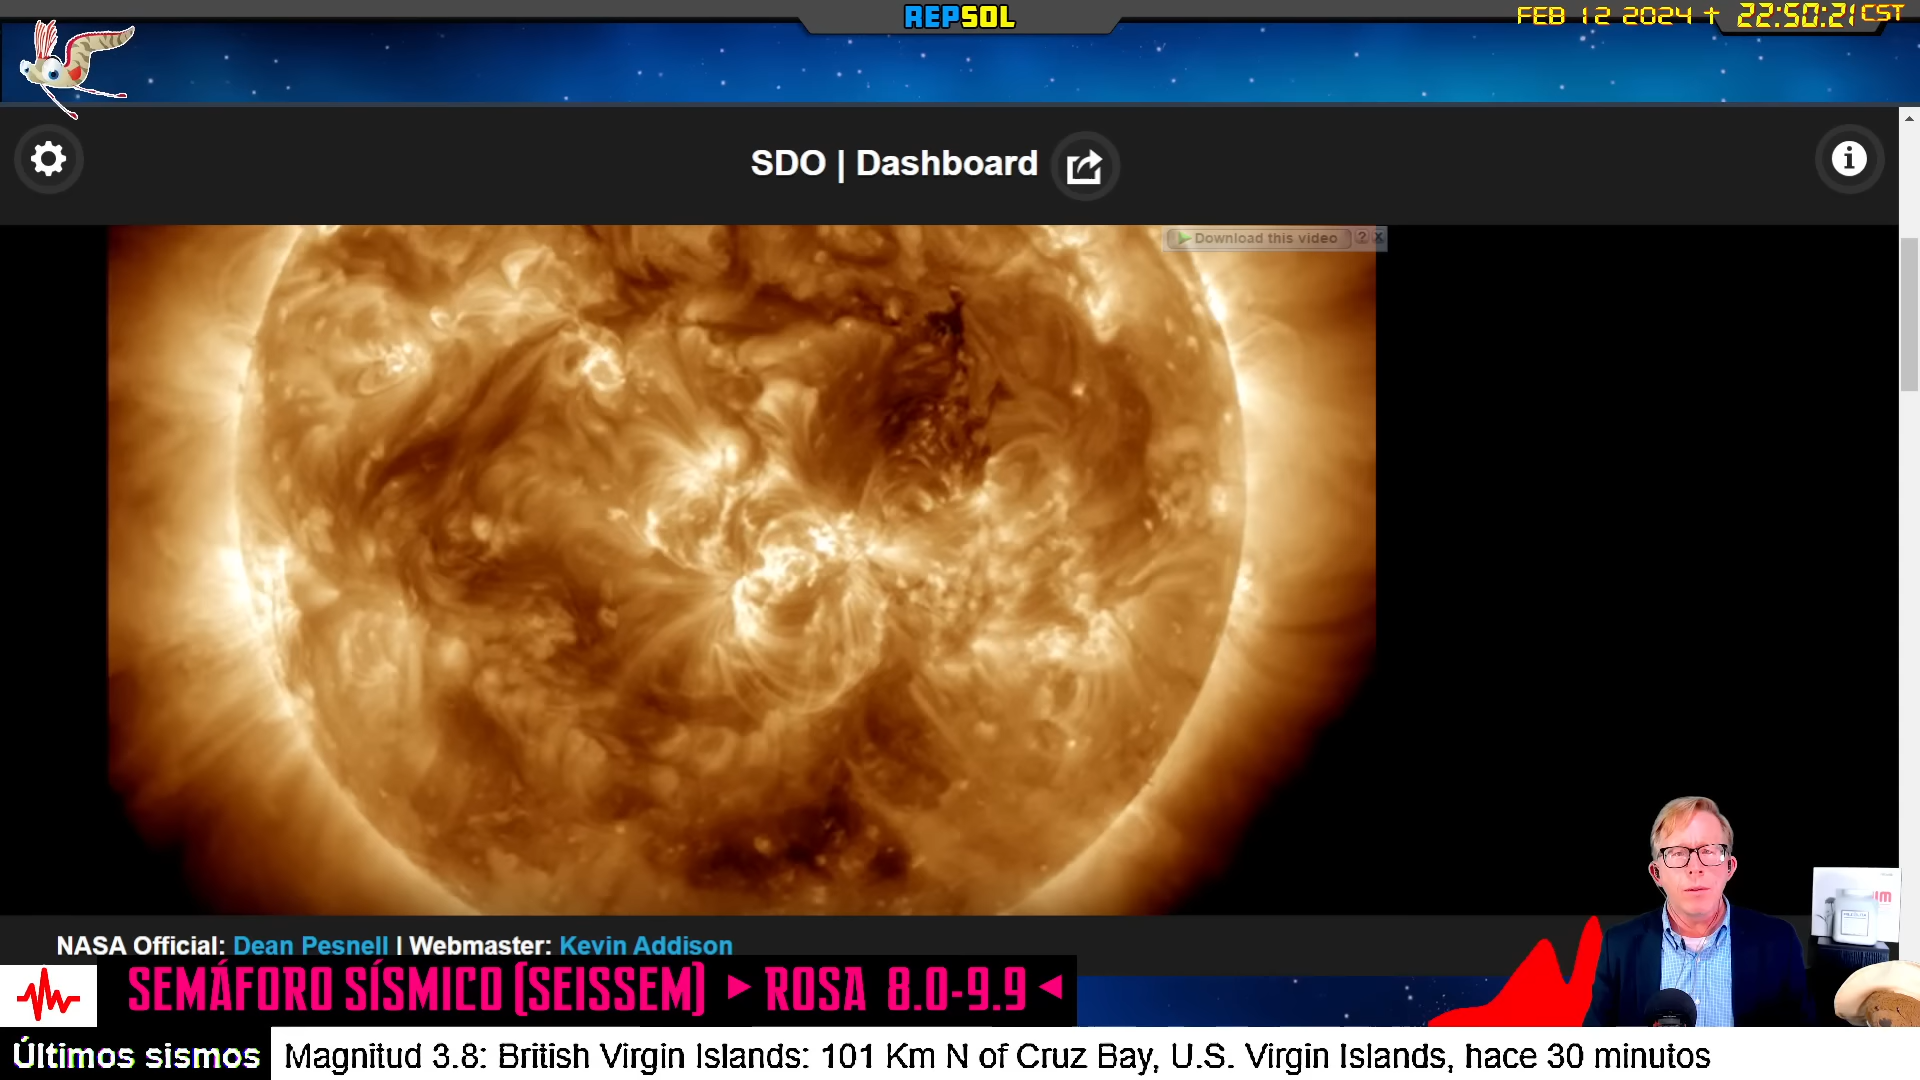 REPSOL
FEB 12 2024 + 22:50:21 CST
SDO | Dashboard
Download this video ? x
NASA Official: Dean Pesnell | Webmaster: Kevin Addison
SEMÁFORO SÍSMICO (SEISSEM) ► ROSA 8.0-9.9 ◄
Últimos sismos
Magnitud 3.8: British Virgin Islands: 101 Km N of Cruz Bay, U.S. Virgin Islands, hace 30 minutos